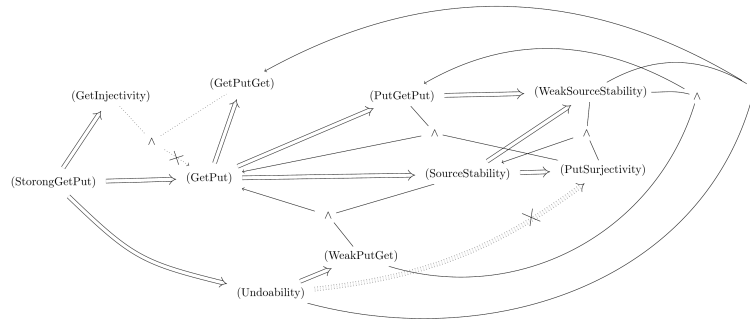 (GetPutGet)
(GetInjectivity)
(PutGetPut)
(WeakSourceStability)
∧
∧
∧
∧
(StorongGetPut)
(GetPut)
(SourceStability)
(PutSurjectivity)
∧
(WeakPutGet)
(Undoability)